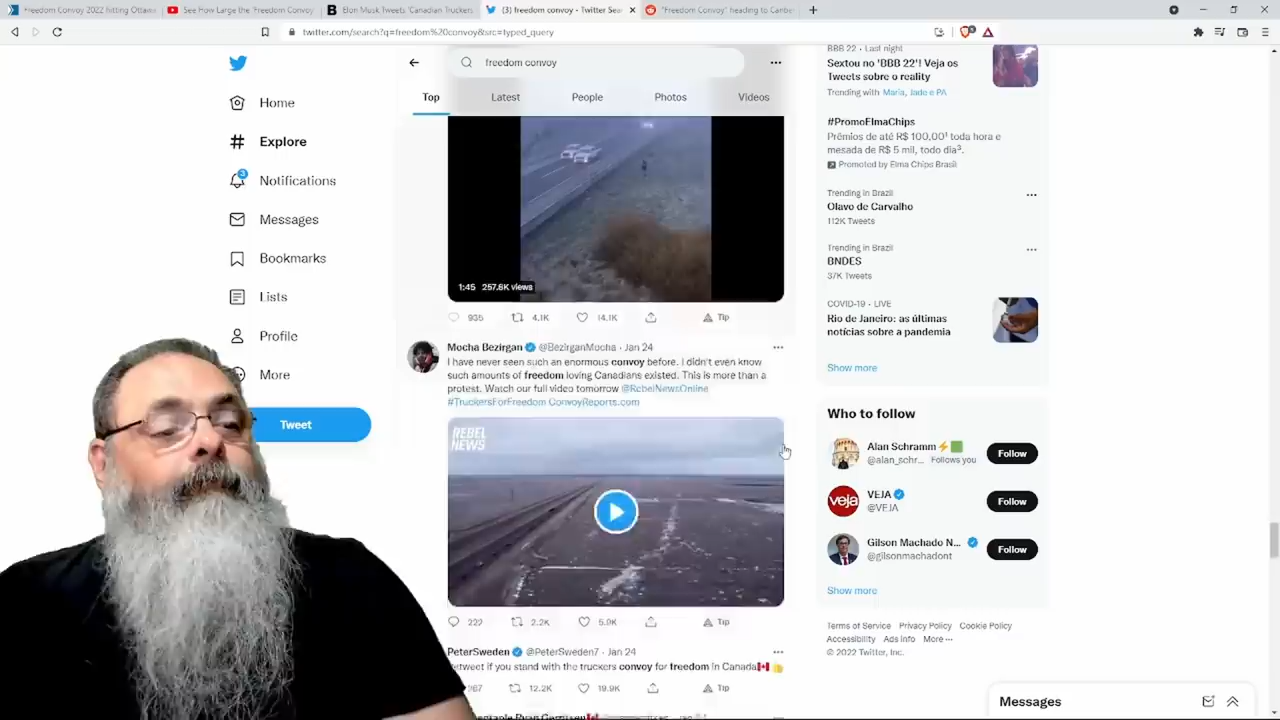 Freedom Convoy 2022 hitting Ottawa
See How Large the 'Freedom Convoy
Elon Musk Tweets 'Canadian Truckers
(3) freedom convoy - Twitter Sea
"Freedom Convoy" heading to Canber
twitter.com/search?q=freedom%20convoy&src=typed_query
Home
Explore
3
Notifications
Messages
Bookmarks
Lists
Profile
More
Tweet
freedom convoy
Top
Latest
People
Photos
Videos
1:45 257.8K views
935
4.1K
14.1K
Tip
Mocha Bezirgan @BezirganMocha · Jan 24
I have never seen such an enormous convoy before. I didn't even know
such amounts of freedom loving Canadians existed. This is more than a
protest. Watch our full video tomorrow @RebelNewsOnline
#TruckersForFreedom ConvoyReports.com
REBEL
NEWS
222
2.2K
5.9K
Tip
PeterSweden @PeterSweden7 · Jan 24
etweet if you stand with the truckers convoy for freedom in Canada
267
12.2K
19.9K
Tip
BBB 22 · Last night
Sextou no 'BBB 22'! Veja os
Tweets sobre o reality
Trending with Maria, Jade e PA
#PromoElmaChips
Prêmios de até R$ 100,00¹ toda hora e
mesada de R$ 5 mil, todo dia².
Promoted by Elma Chips Brasil
Trending in Brazil
Olavo de Carvalho
112K Tweets
Trending in Brazil
BNDES
37K Tweets
COVID-19 · LIVE
Rio de Janeiro: as últimas
notícias sobre a pandemia
Show more
Who to follow
Alan Schramm
@alan_schr... Follows you
Follow
veja
VEJA
@VEJA
Follow
Gilson Machado N...
@gilsonmachadont
Follow
Show more
Terms of Service Privacy Policy Cookie Policy
Accessibility Ads info More ···
© 2022 Twitter, Inc.
Messages